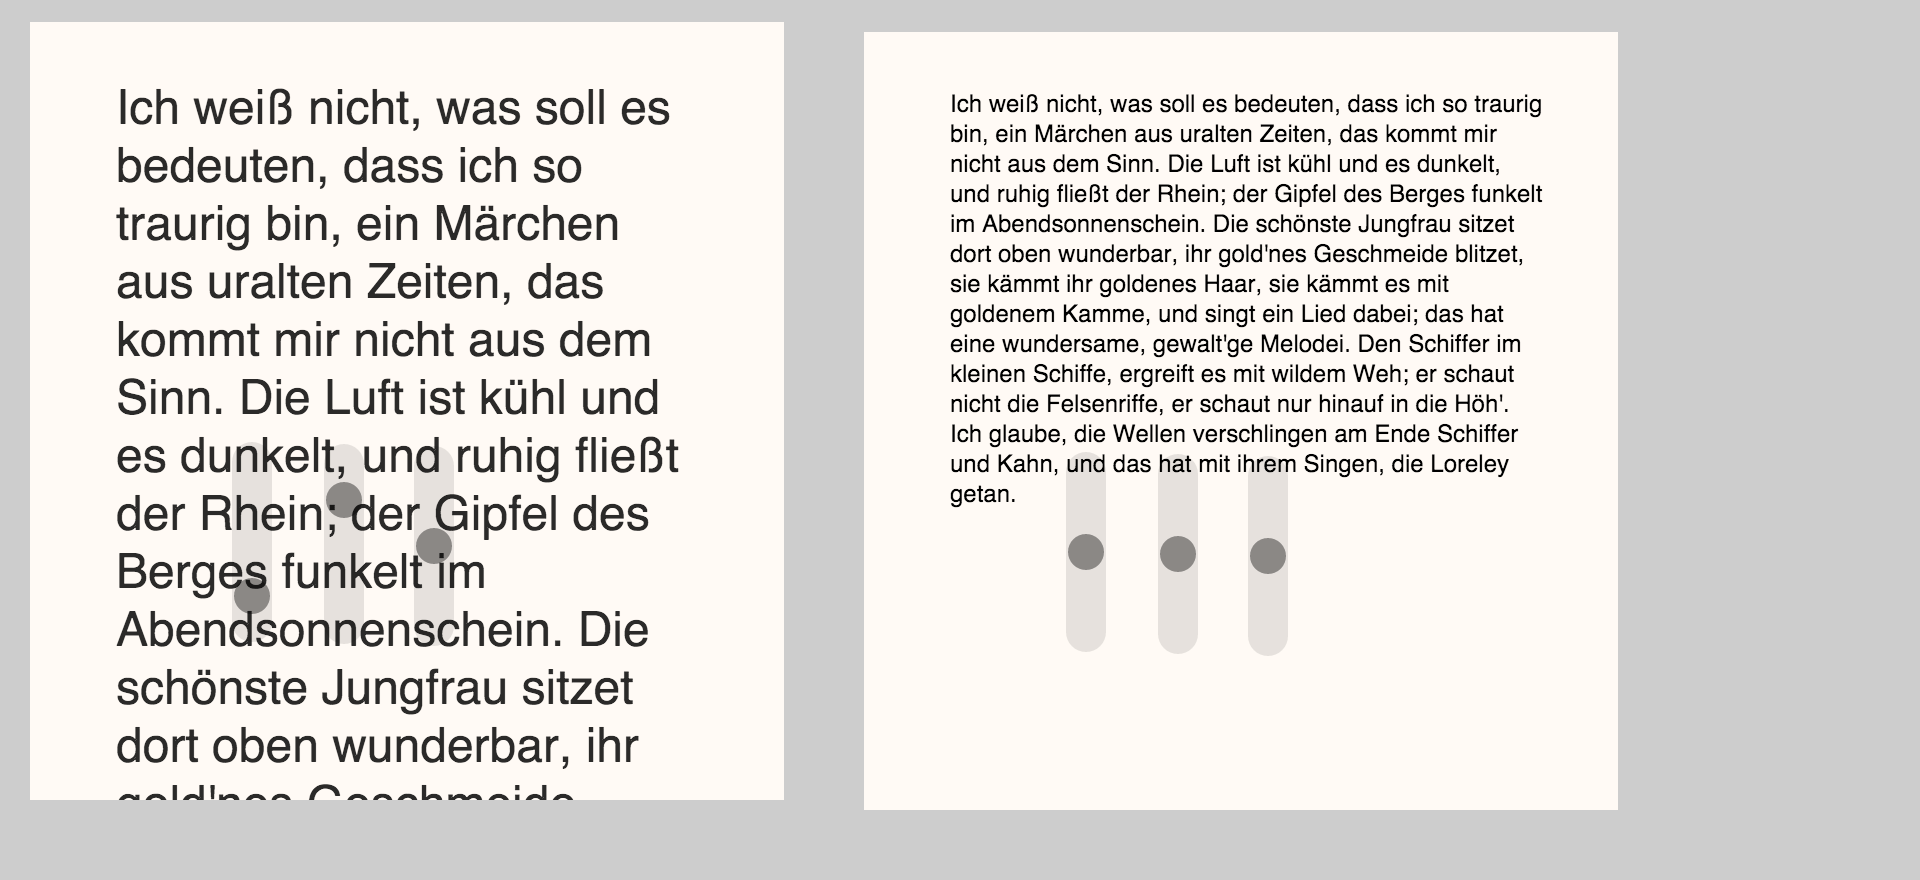 Ich weiß nicht, was soll es
bedeuten, dass ich so
traurig bin, ein Märchen
aus uralten Zeiten, das
kommt mir nicht aus dem
Sinn. Die Luft ist kühl und
es dunkelt, und ruhig fließt
der Rhein; der Gipfel des
Berges funkelt im
Abendsonnenschein. Die
schönste Jungfrau sitzet
dort oben wunderbar, ihr
gold'nes Geschmeide
Ich weiß nicht, was soll es bedeuten, dass ich so traurig
bin, ein Märchen aus uralten Zeiten, das kommt mir
nicht aus dem Sinn. Die Luft ist kühl und es dunkelt,
und ruhig fließt der Rhein; der Gipfel des Berges funkelt
im Abendsonnenschein. Die schönste Jungfrau sitzet
dort oben wunderbar, ihr gold'nes Geschmeide blitzet,
sie kämmt ihr goldenes Haar, sie kämmt es mit
goldenem Kamme, und singt ein Lied dabei; das hat
eine wundersame, gewalt'ge Melodei. Den Schiffer im
kleinen Schiffe, ergreift es mit wildem Weh; er schaut
nicht die Felsenriffe, er schaut nur hinauf in die Höh'.
Ich glaube, die Wellen verschlingen am Ende Schiffer
und Kahn, und das hat mit ihrem Singen, die Loreley
getan.